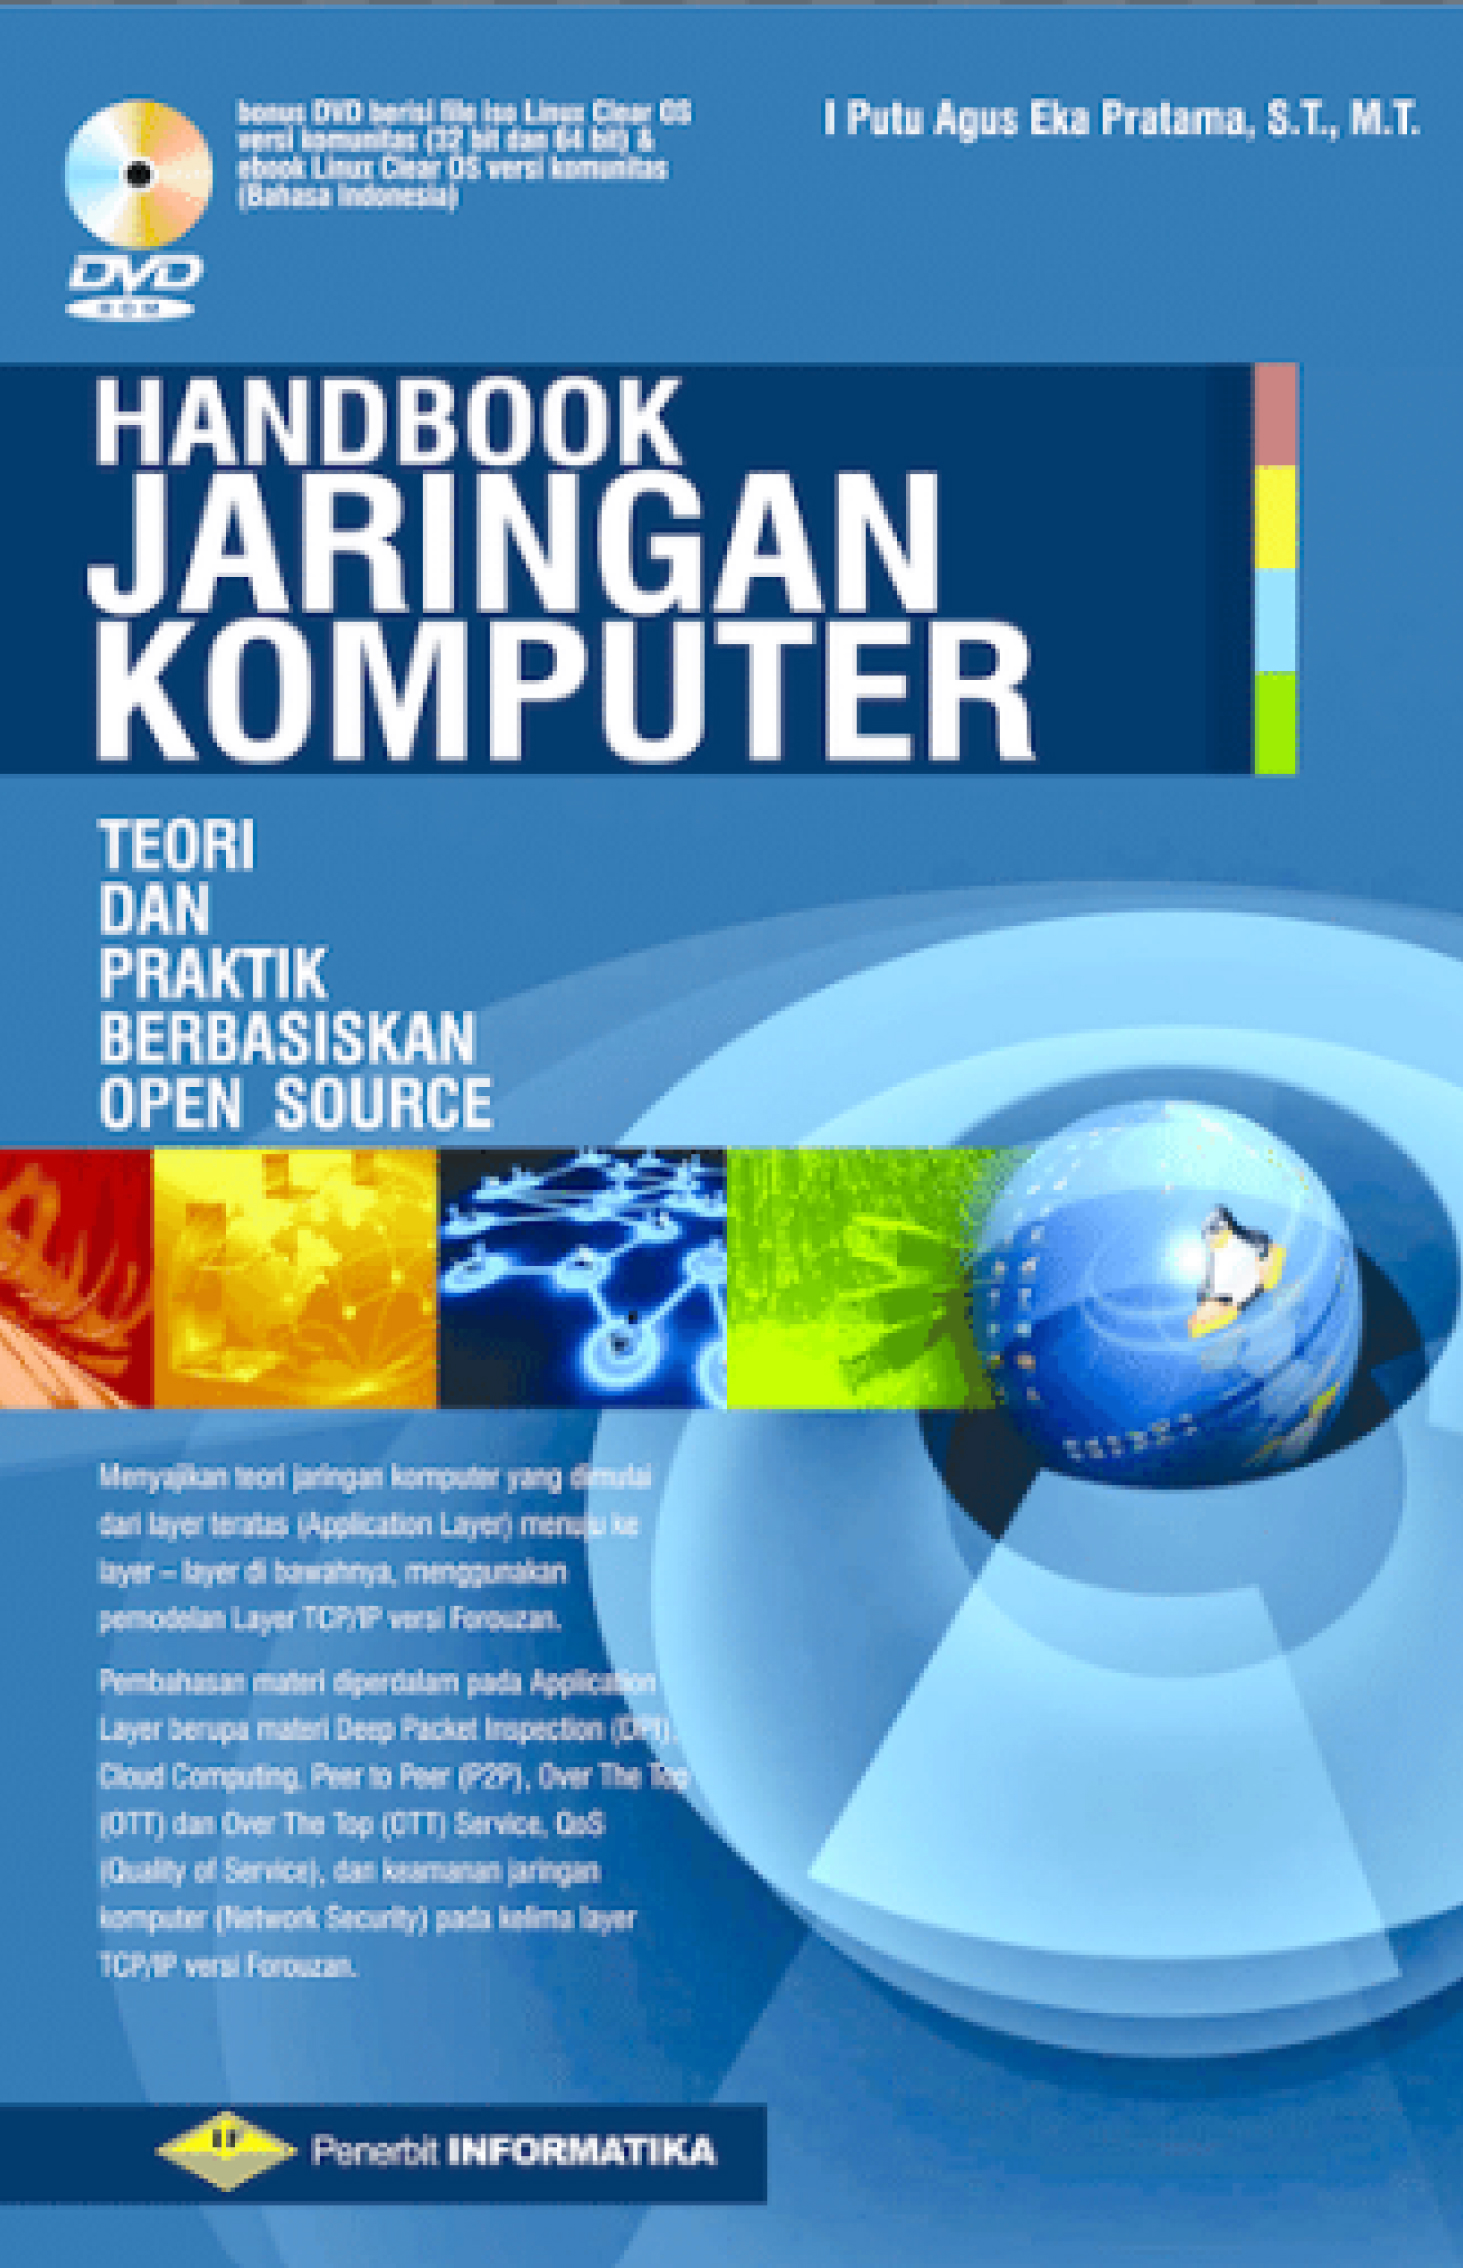 bonus DVD berisi file iso Linux Clear OS
versi komunitas (32 bit dan 64 bit) &
ebook Linux Clear OS versi komunitas
(Bahasa Indonesia)
I Putu Agus Eka Pratama, S.T., M.T.
DVD
ROM
HANDBOOK
JARINGAN
KOMPUTER
TEORI
DAN
PRAKTIK
BERBASISKAN
OPEN SOURCE
Menyajikan teori jaringan komputer yang dimulai
dari layer teratas (Application Layer) menuju ke
layer – layer di bawahnya, menggunakan
pemodelan Layer TCP/IP versi Forouzan.
Pembahasan materi diperdalam pada Application
Layer berupa materi Deep Packet Inspection (DPI),
Cloud Computing, Peer to Peer (P2P), Over The Top
(OTT) dan Over The Top (OTT) Service, QoS
(Quality of Service), dan keamanan jaringan
komputer (Network Security) pada kelima layer
TCP/IP versi Forouzan.
IF
Penerbit INFORMATIKA